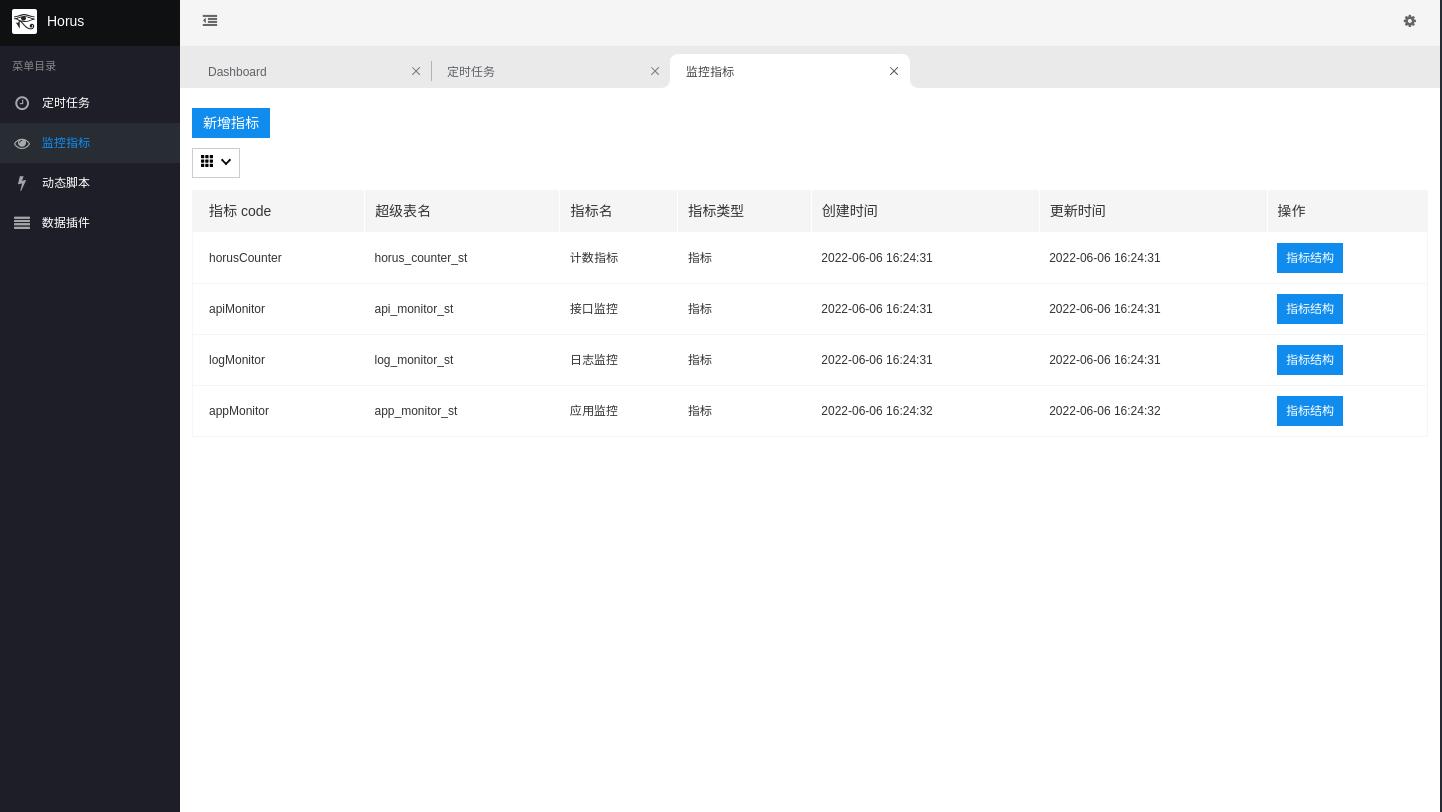 Horus
菜单目录
定时任务
监控指标
动态脚本
数据插件
Dashboard
定时任务
监控指标
新增指标
指标 code 超级表名 指标名 指标类型 创建时间 更新时间 操作
horusCounter horus_counter_st 计数指标 指标 2022-06-06 16:24:31 2022-06-06 16:24:31 指标结构
apiMonitor api_monitor_st 接口监控 指标 2022-06-06 16:24:31 2022-06-06 16:24:31 指标结构
logMonitor log_monitor_st 日志监控 指标 2022-06-06 16:24:31 2022-06-06 16:24:31 指标结构
appMonitor app_monitor_st 应用监控 指标 2022-06-06 16:24:32 2022-06-06 16:24:32 指标结构